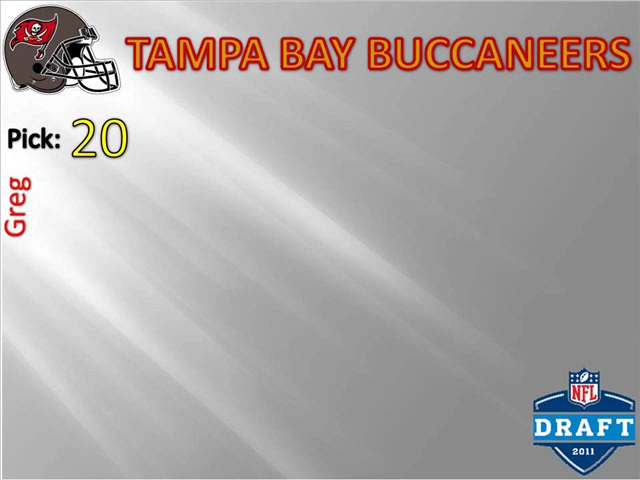 TAMPA BAY BUCCANEERS
Pick: 20
Greg
NFL
DRAFT
2011